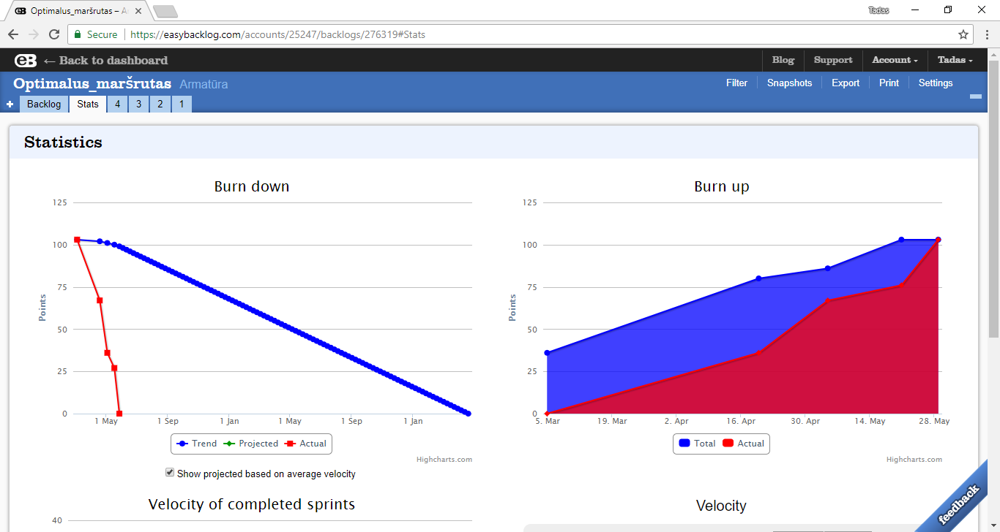 Optimalus_maršrutas – A
Tadas
Secure https://easybacklog.com/accounts/25247/backlogs/276319#Stats
eB ← Back to dashboard Blog Support Account Tadas
Optimalus_maršrutas Armatūra Filter Snapshots Export Print Settings
+ Backlog Stats 4 3 2 1
Statistics
Burn down
125
100
75
50
25
0
Points
1 May 1 Sep 1 Jan 1 May 1 Sep 1 Jan
Trend Projected Actual
Highcharts.com
Show projected based on average velocity
Burn up
125
100
75
50
25
0
Points
5. Mar 19. Mar 2. Apr 16. Apr 30. Apr 14. May 28. May
Total Actual
Highcharts.com
Velocity of completed sprints
40
Velocity
feedback